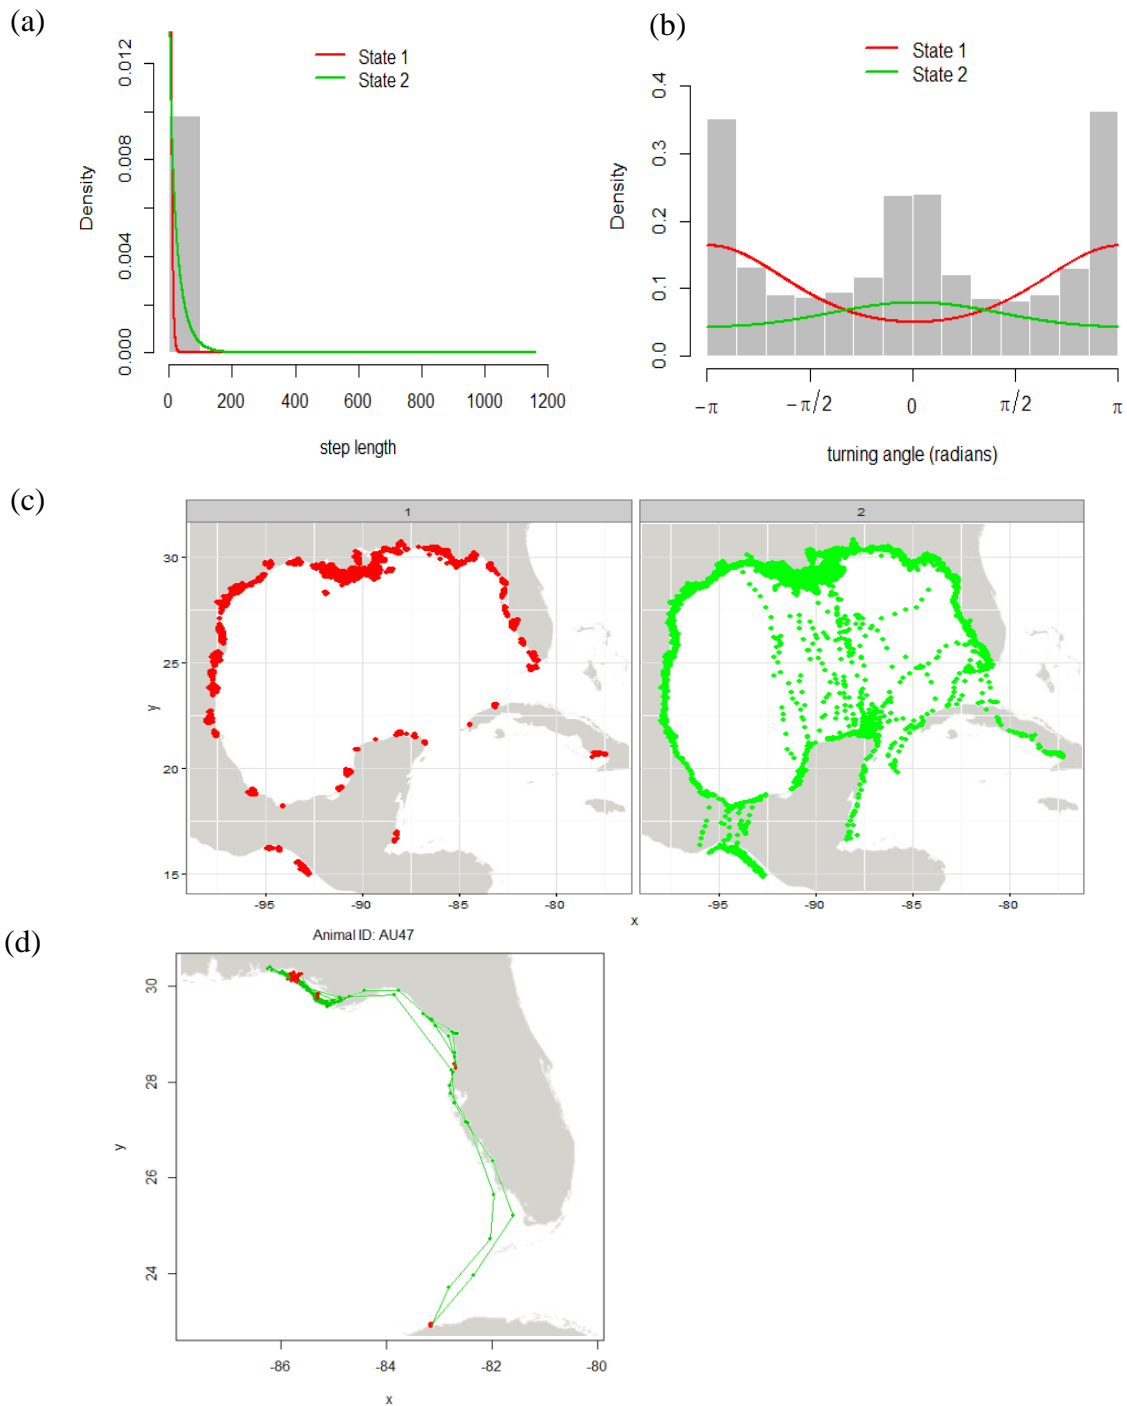 (a)
State 1
State 2
0.012
0.008
0.004
0.000
Density
0 200 400 600 800 1000 1200
step length
(b)
State 1
State 2
0.4
0.3
0.2
0.1
0.0
Density
−π −π/2 0 π/2 π
turning angle (radians)
(c)
1 2
30
25
20
15
y
-95 -90 -85 -80 -95 -90 -85 -80
x
(d)
Animal ID: AU47
30
28
26
24
y
-86 -84 -82 -80
x